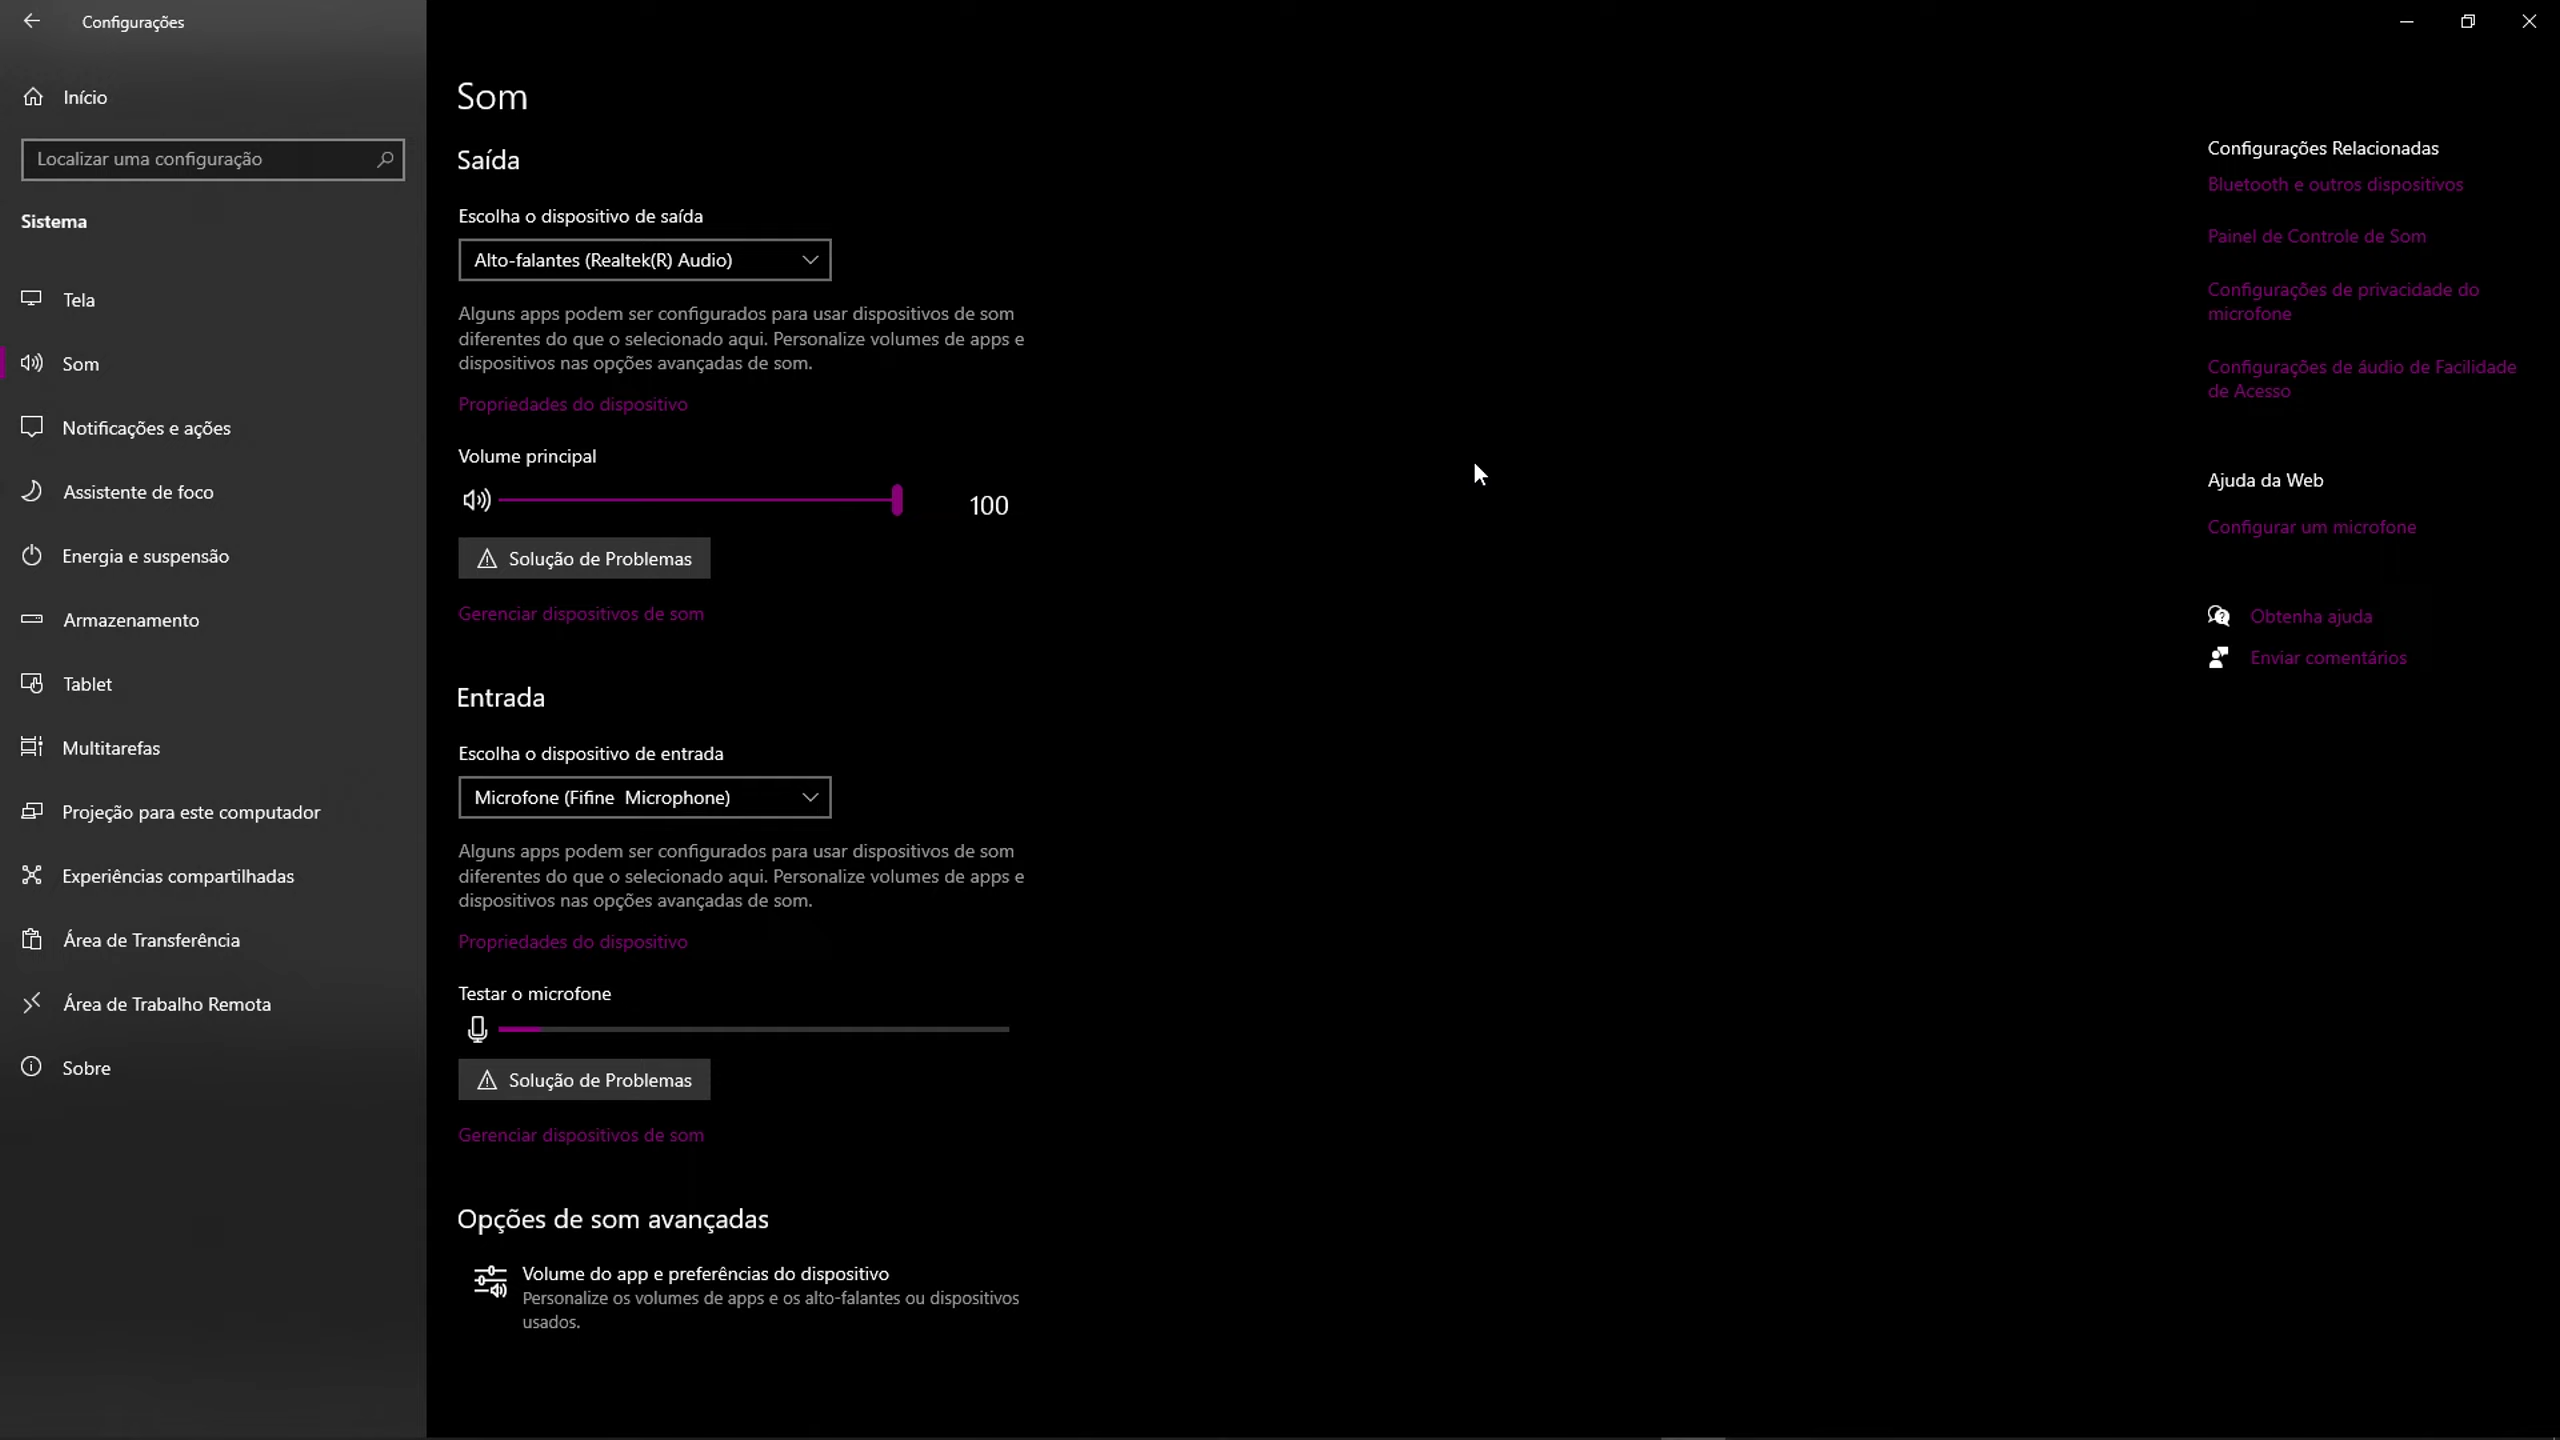 Configurações
Início
Localizar uma configuração
Sistema
Tela
Som
Notificações e ações
Assistente de foco
Energia e suspensão
Armazenamento
Tablet
Multitarefas
Projeção para este computador
Experiências compartilhadas
Área de Transferência
Área de Trabalho Remota
Sobre
Som
Saída
Escolha o dispositivo de saída
Alto-falantes (Realtek(R) Audio)
Alguns apps podem ser configurados para usar dispositivos de som
diferentes do que o selecionado aqui. Personalize volumes de apps e
dispositivos nas opções avançadas de som.
Propriedades do dispositivo
Volume principal
100
Solução de Problemas
Gerenciar dispositivos de som
Entrada
Escolha o dispositivo de entrada
Microfone (Fifine  Microphone)
Alguns apps podem ser configurados para usar dispositivos de som
diferentes do que o selecionado aqui. Personalize volumes de apps e
dispositivos nas opções avançadas de som.
Propriedades do dispositivo
Testar o microfone
Solução de Problemas
Gerenciar dispositivos de som
Opções de som avançadas
Volume do app e preferências do dispositivo
Personalize os volumes de apps e os alto-falantes ou dispositivos
usados.
Configurações Relacionadas
Bluetooth e outros dispositivos
Painel de Controle de Som
Configurações de privacidade do
microfone
Configurações de áudio de Facilidade
de Acesso
Ajuda da Web
Configurar um microfone
Obtenha ajuda
Enviar comentários